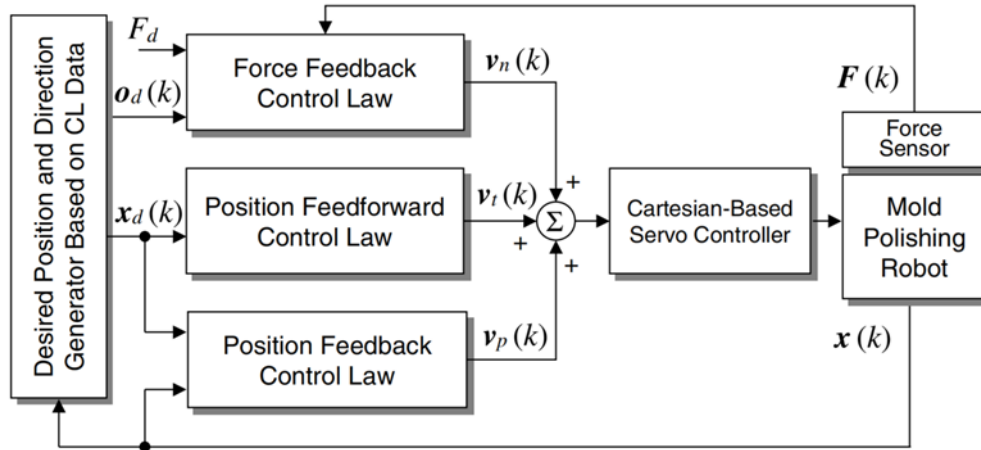 Desired Position and Direction
Generator Based on CL Data
F_d
o_d(k)
x_d(k)
Force Feedback
Control Law
v_n(k)
Position Feedforward
Control Law
v_t(k)
Position Feedback
Control Law
v_p(k)
+
+
+
Σ
Cartesian-Based
Servo Controller
F(k)
Force
Sensor
Mold
Polishing
Robot
x(k)